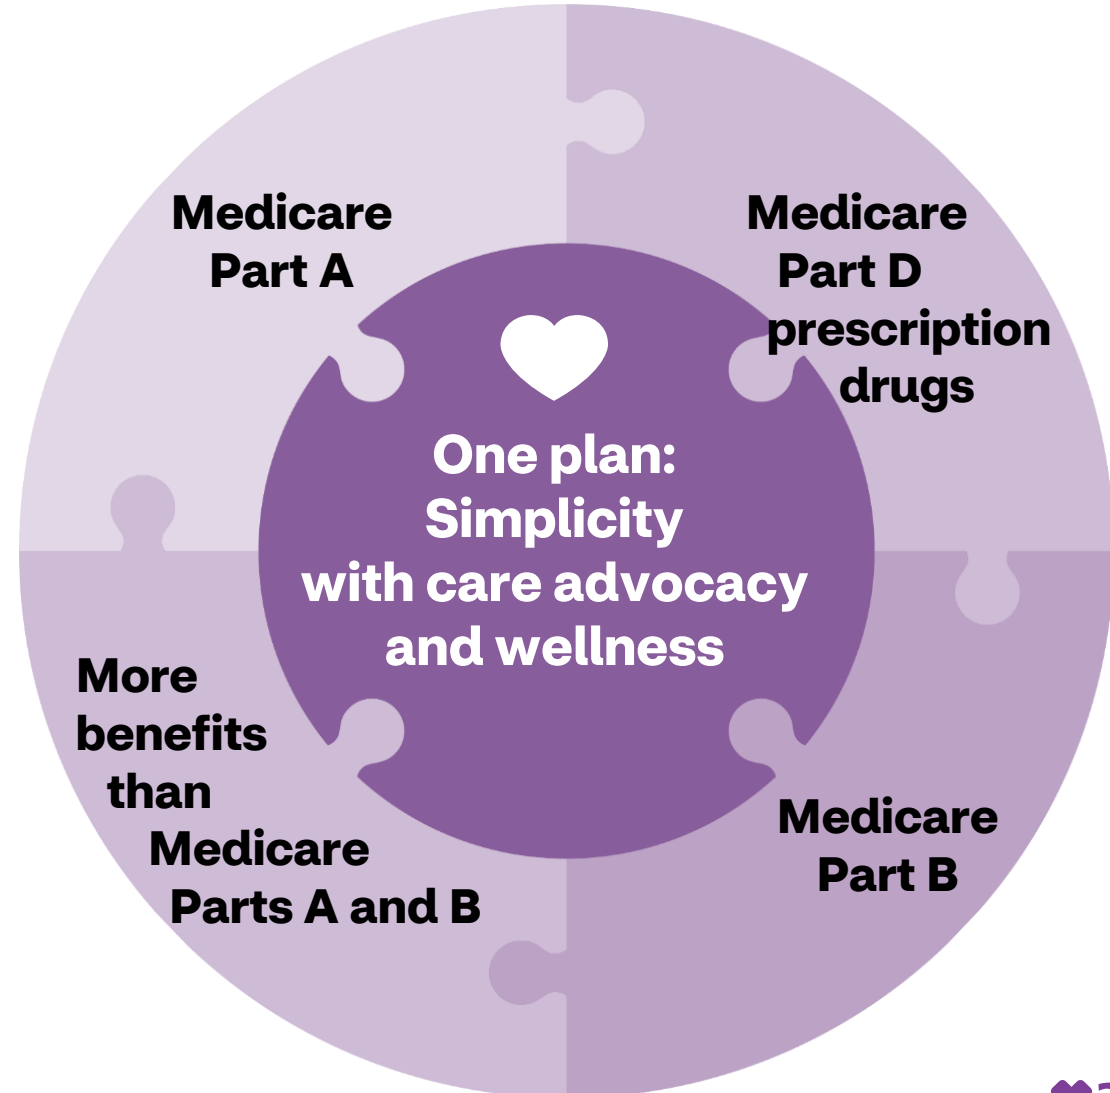 Medicare
Part A
Medicare
Part D
prescription
drugs
One plan:
Simplicity
with care advocacy
and wellness
More
benefits
than
Medicare
Parts A and B
Medicare
Part B